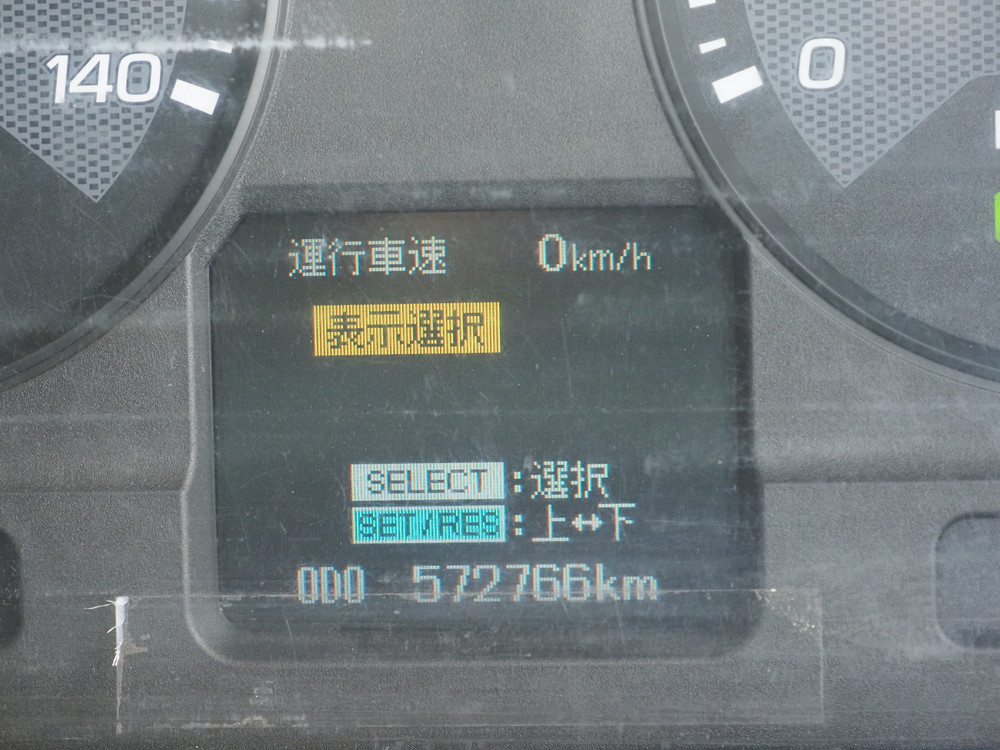 140
0
運行車速 0km/h
表示選択
SELECT:選択
SET/RES:上↔下
ODO 572766km